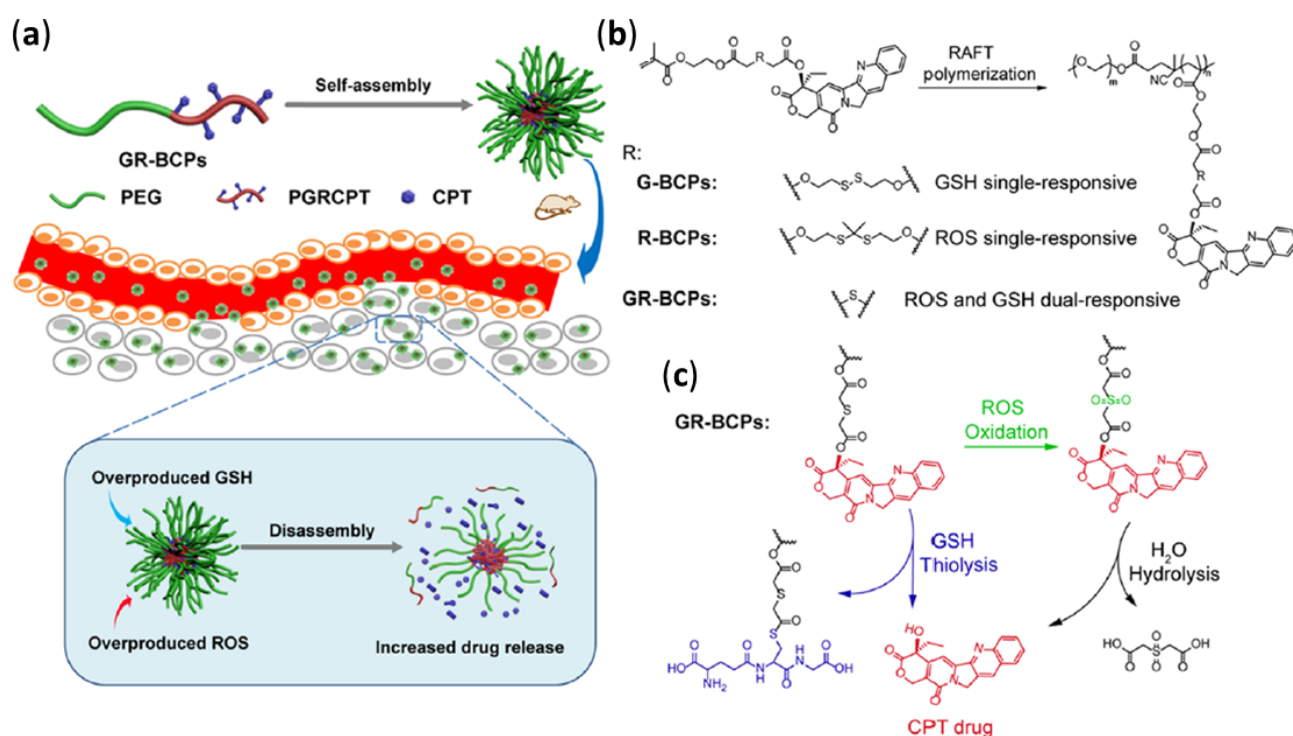 (a)
Self-assembly
GR-BCPs
PEG
PGRCPT
CPT
Overproduced GSH
Disassembly
Overproduced ROS
Increased drug release
(b)
RAFT
polymerization
R:
G-BCPs:
GSH single-responsive
R-BCPs:
ROS single-responsive
GR-BCPs:
ROS and GSH dual-responsive
(c)
GR-BCPs:
ROS
Oxidation
O=S=O
GSH
Thiolysis
H2O
Hydrolysis
CPT drug